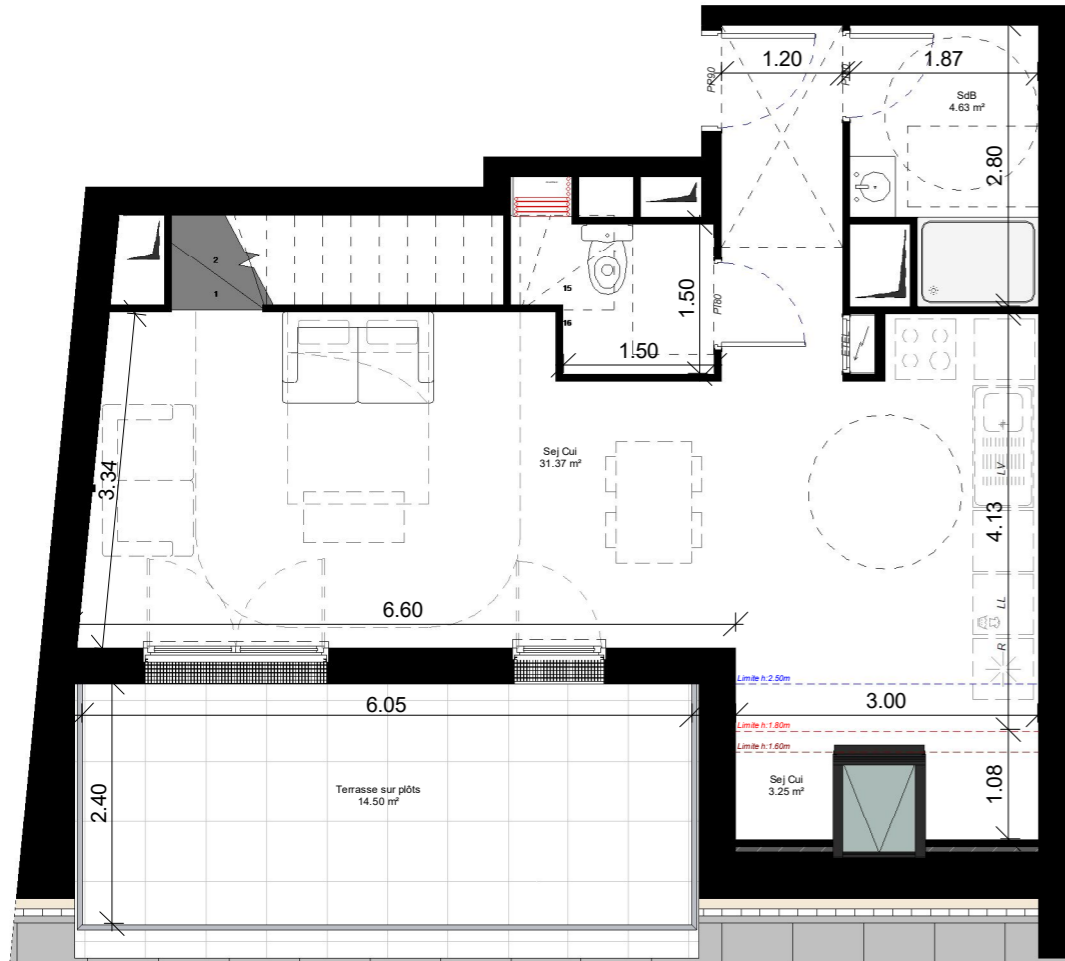 1.20
1.87
PP90
SdB
4.63 m²
2.80
2
1
15
16
1.50
1.50
PT80
3.34
Sej Cui
31.37 m²
LV
4.13
LL
R
6.60
Limite h:2.50m
6.05
3.00
Limite h:1.80m
Limite h:1.60m
2.40
Terrasse sur plôts
14.50 m²
Sej Cui
3.25 m²
1.08